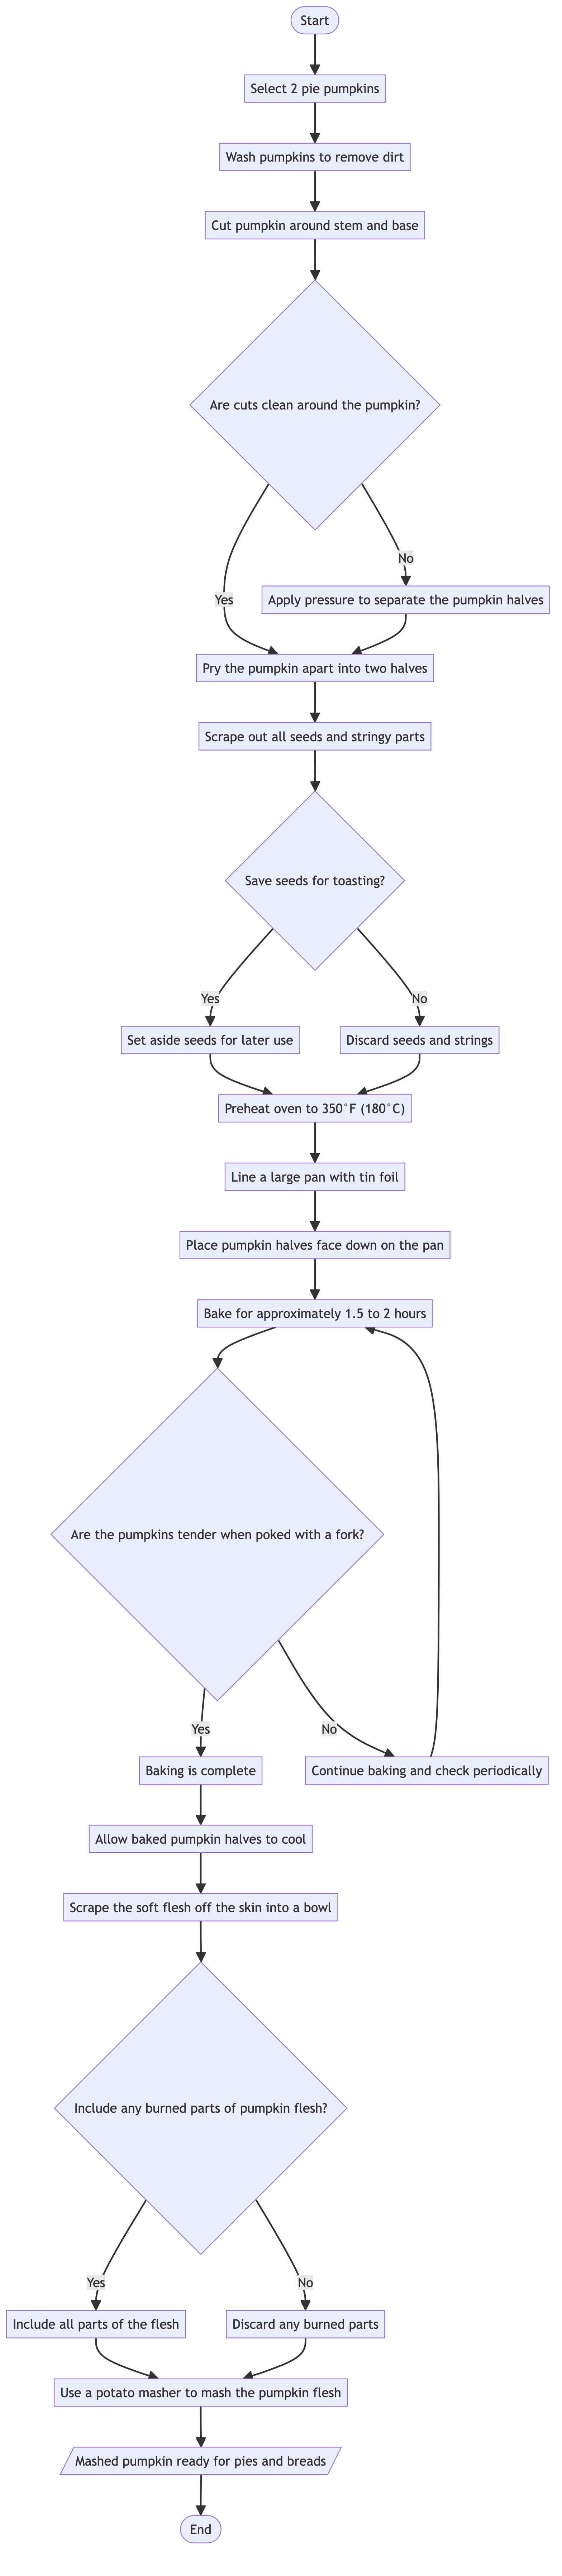 Start
Select 2 pie pumpkins
Wash pumpkins to remove dirt
Cut pumpkin around stem and base
Are cuts clean around the pumpkin?
No
Yes
Apply pressure to separate the pumpkin halves
Pry the pumpkin apart into two halves
Scrape out all seeds and stringy parts
Save seeds for toasting?
Yes
No
Set aside seeds for later use
Discard seeds and strings
Preheat oven to 350°F (180°C)
Line a large pan with tin foil
Place pumpkin halves face down on the pan
Bake for approximately 1.5 to 2 hours
Are the pumpkins tender when poked with a fork?
Yes
No
Baking is complete
Continue baking and check periodically
Allow baked pumpkin halves to cool
Scrape the soft flesh off the skin into a bowl
Include any burned parts of pumpkin flesh?
Yes
No
Include all parts of the flesh
Discard any burned parts
Use a potato masher to mash the pumpkin flesh
Mashed pumpkin ready for pies and breads
End